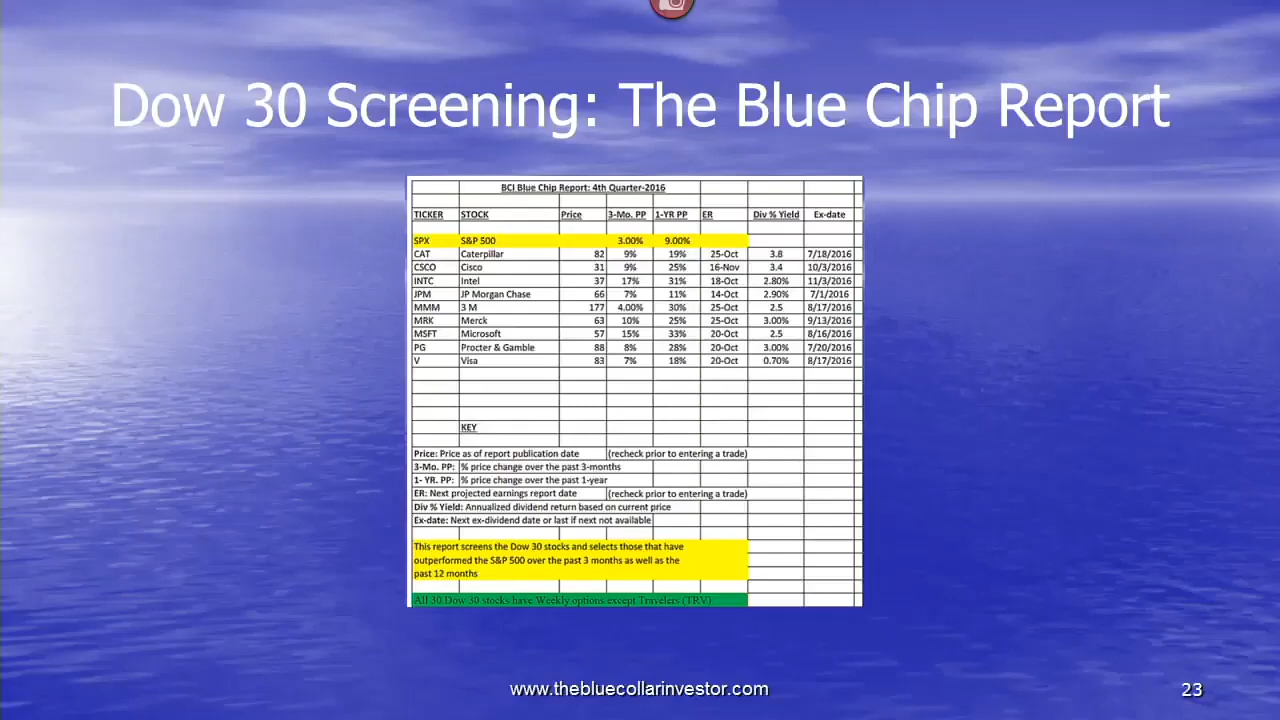 Dow 30 Screening: The Blue Chip Report
BCI Blue Chip Report: 4th Quarter-2016
TICKER STOCK Price 3-Mo. PP 1-YR PP ER Div % Yield Ex-date
SPX S&P 500 3.00% 9.00%
CAT Caterpillar 82 9% 19% 25-Oct 3.8 7/18/2016
CSCO Cisco 31 9% 25% 16-Nov 3.4 10/3/2016
INTC Intel 37 17% 31% 18-Oct 2.80% 11/3/2016
JPM JP Morgan Chase 66 7% 11% 14-Oct 2.90% 7/1/2016
MMM 3 M 177 4.00% 30% 25-Oct 2.5 8/17/2016
MRK Merck 63 10% 25% 25-Oct 3.00% 9/13/2016
MSFT Microsoft 57 15% 33% 20-Oct 2.5 8/16/2016
PG Procter & Gamble 88 8% 28% 20-Oct 3.00% 7/20/2016
V Visa 83 7% 18% 20-Oct 0.70% 8/17/2016
KEY
Price: Price as of report publication date (recheck prior to entering a trade)
3-Mo. PP: % price change over the past 3-months
1- YR. PP: % price change over the past 1-year
ER: Next projected earnings report date (recheck prior to entering a trade)
Div % Yield: Annualized dividend return based on current price
Ex-date: Next ex-dividend date or last if next not available
This report screens the Dow 30 stocks and selects those that have
outperformed the S&P 500 over the past 3 months as well as the
past 12 months
All 30 Dow 30 stocks have Weekly options except Travelers (TRV)
www.thebluecollarinvestor.com
23